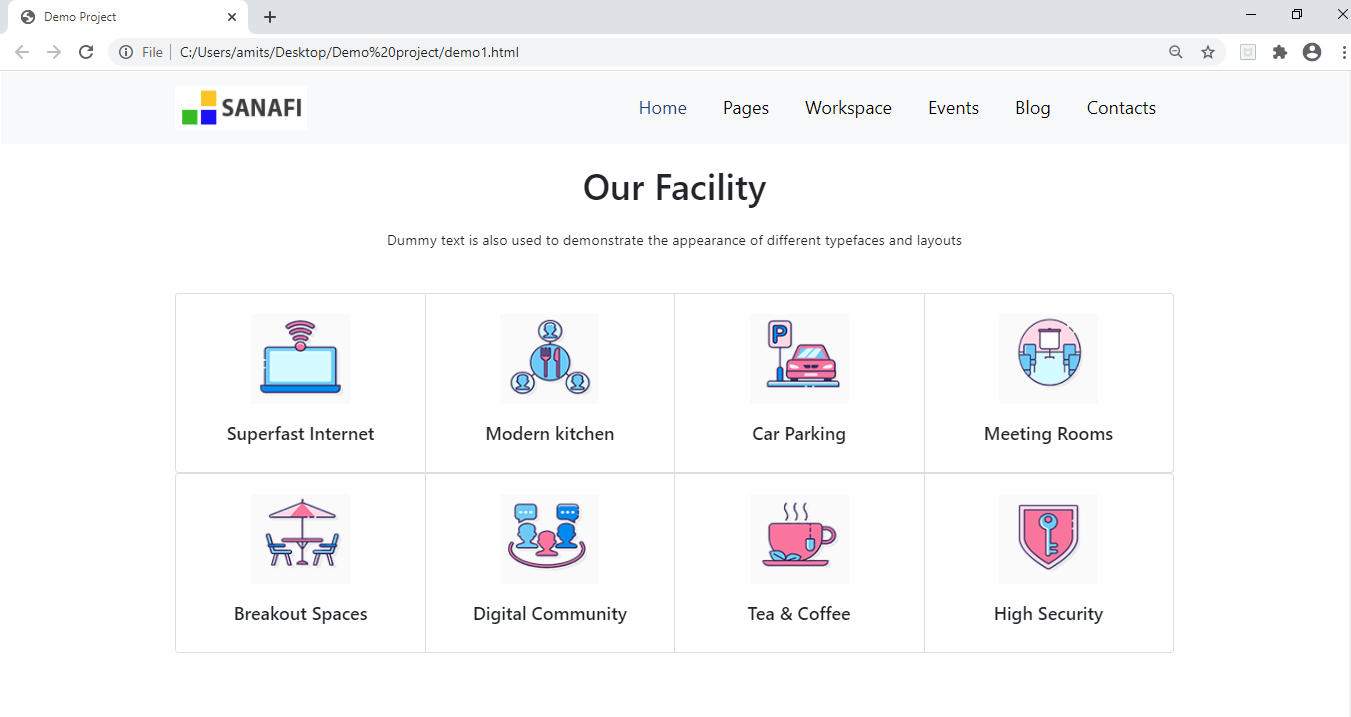 Demo Project
File
C:/Users/amits/Desktop/Demo%20project/demo1.html
SANAFI
Home Pages Workspace Events Blog Contacts
Our Facility
Dummy text is also used to demonstrate the appearance of different typefaces and layouts
P
Superfast Internet Modern kitchen Car Parking Meeting Rooms
Breakout Spaces Digital Community Tea & Coffee High Security